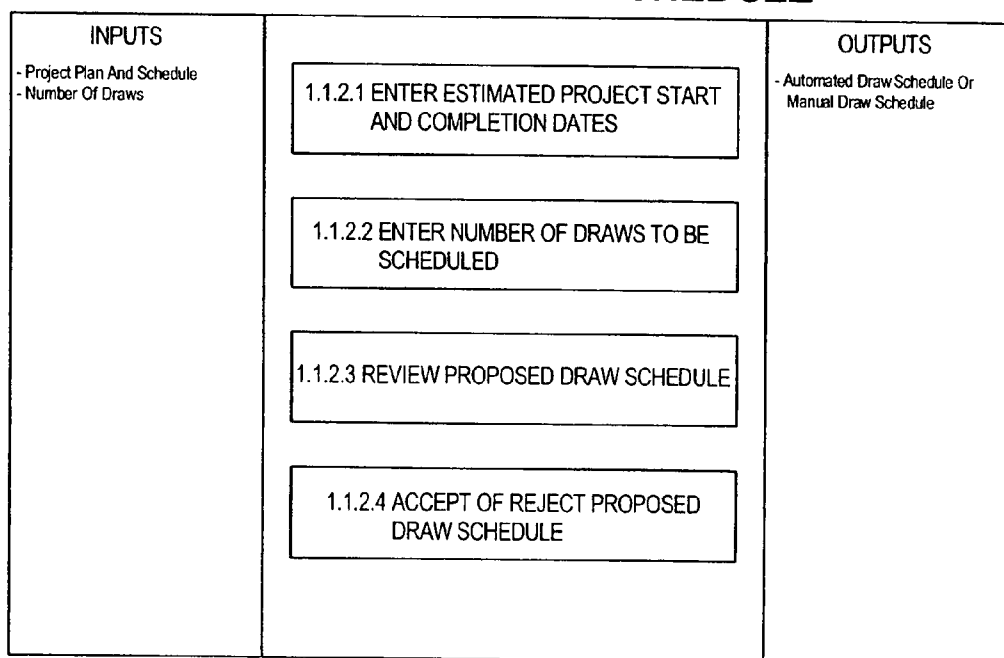 INPUTS
- Project Plan And Schedule
- Number Of Draws
1.1.2.1 ENTER ESTIMATED PROJECT START
AND COMPLETION DATES
1.1.2.2 ENTER NUMBER OF DRAWS TO BE
SCHEDULED
1.1.2.3 REVIEW PROPOSED DRAW SCHEDULE
1.1.2.4 ACCEPT OF REJECT PROPOSED
DRAW SCHEDULE
OUTPUTS
- Automated Draw Schedule Or
Manual Draw Schedule